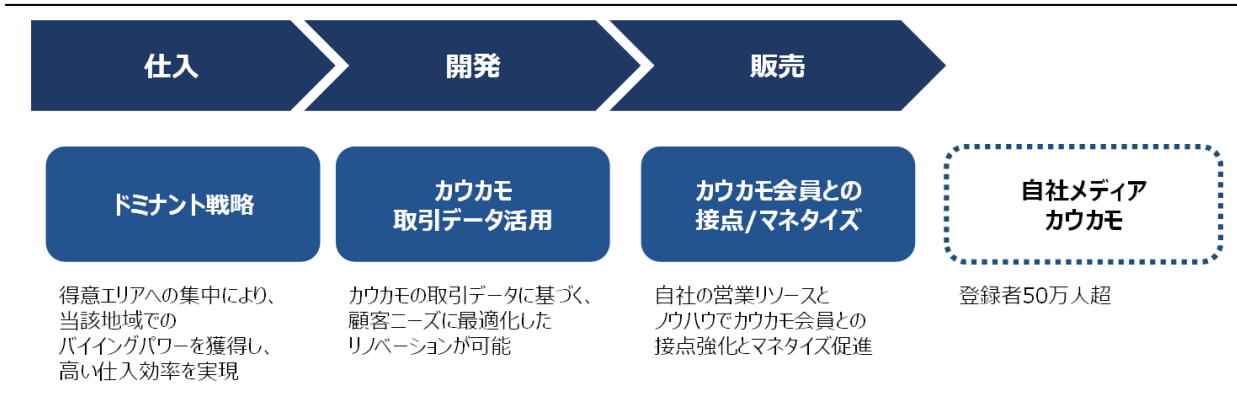 仕入
開発
販売
ドミナント戦略
カウカモ
取引データ活用
カウカモ会員との
接点/マネタイズ
自社メディア
カウカモ
得意エリアへの集中により、
当該地域での
バイイングパワーを獲得し、
高い仕入効率を実現
カウカモの取引データに基づく、
顧客ニーズに最適化した
リノベーションが可能
自社の営業リソースと
ノウハウでカウカモ会員との
接点強化とマネタイズ促進
登録者50万人超